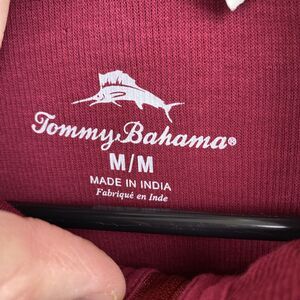 Tommy Bahama®
M/M
MADE IN INDIA
Fabriqué en Inde